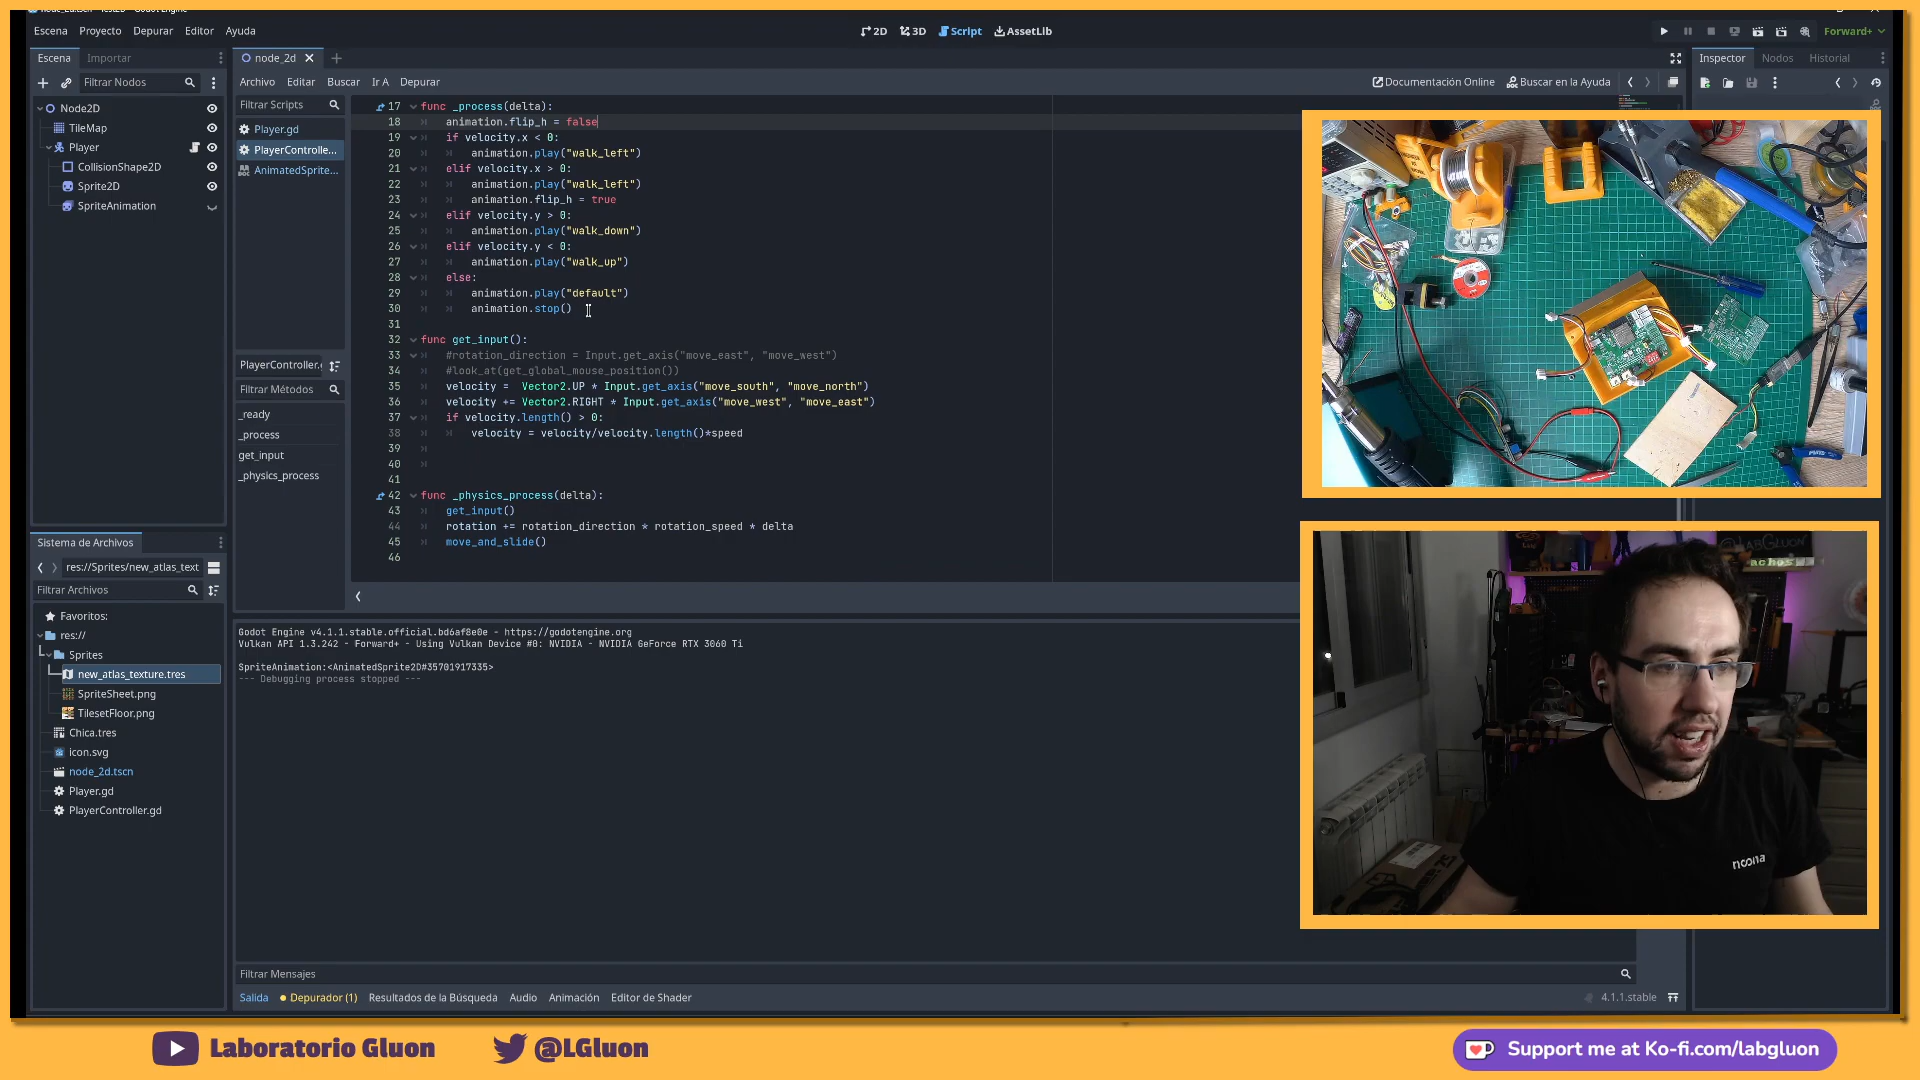 Escena
Proyecto
Depurar
Editor
Ayuda
2D
3D
Script
AssetLib
Forward+
Escena
Importar
Filtrar Nodos
Node2D
TileMap
Player
CollisionShape2D
Sprite2D
SpriteAnimation
node_2d
Archivo
Editar
Buscar
Ir A
Depurar
Documentación Online
Buscar en la Ayuda
Filtrar Scripts
Player.gd
PlayerControlle...
AnimatedSprite...
PlayerController.
Filtrar Métodos
_ready
_process
get_input
_physics_process
17 func _process(delta):
18 animation.flip_h = false
19 if velocity.x < 0:
20 animation.play("walk_left")
21 elif velocity.x > 0:
22 animation.play("walk_left")
23 animation.flip_h = true
24 elif velocity.y > 0:
25 animation.play("walk_down")
26 elif velocity.y < 0:
27 animation.play("walk_up")
28 else:
29 animation.play("default")
30 animation.stop()
31
32 func get_input():
33 #rotation_direction = Input.get_axis("move_east", "move_west")
34 #look_at(get_global_mouse_position())
35 velocity = Vector2.UP * Input.get_axis("move_south", "move_north")
36 velocity += Vector2.RIGHT * Input.get_axis("move_west", "move_east")
37 if velocity.length() > 0:
38 velocity = velocity/velocity.length()*speed
39
40
41
42 func _physics_process(delta):
43 get_input()
44 rotation += rotation_direction * rotation_speed * delta
45 move_and_slide()
46
Inspector
Nodos
Historial
Sistema de Archivos
res://Sprites/new_atlas_text
Filtrar Archivos
Favoritos:
res://
Sprites
new_atlas_texture.tres
SpriteSheet.png
TilesetFloor.png
Chica.tres
icon.svg
node_2d.tscn
Player.gd
PlayerController.gd
Godot Engine v4.1.1.stable.official.bd6af8e0e - https://godotengine.org
Vulkan API 1.3.242 - Forward+ - Using Vulkan Device #0: NVIDIA - NVIDIA GeForce RTX 3060 Ti
SpriteAnimation:<AnimatedSprite2D#35701917335>
--- Debugging process stopped ---
Filtrar Mensajes
Salida
Depurador (1)
Resultados de la Búsqueda
Audio
Animación
Editor de Shader
4.1.1.stable
noona
Laboratorio Gluon
@LGluon
Support me at Ko-fi.com/labgluon